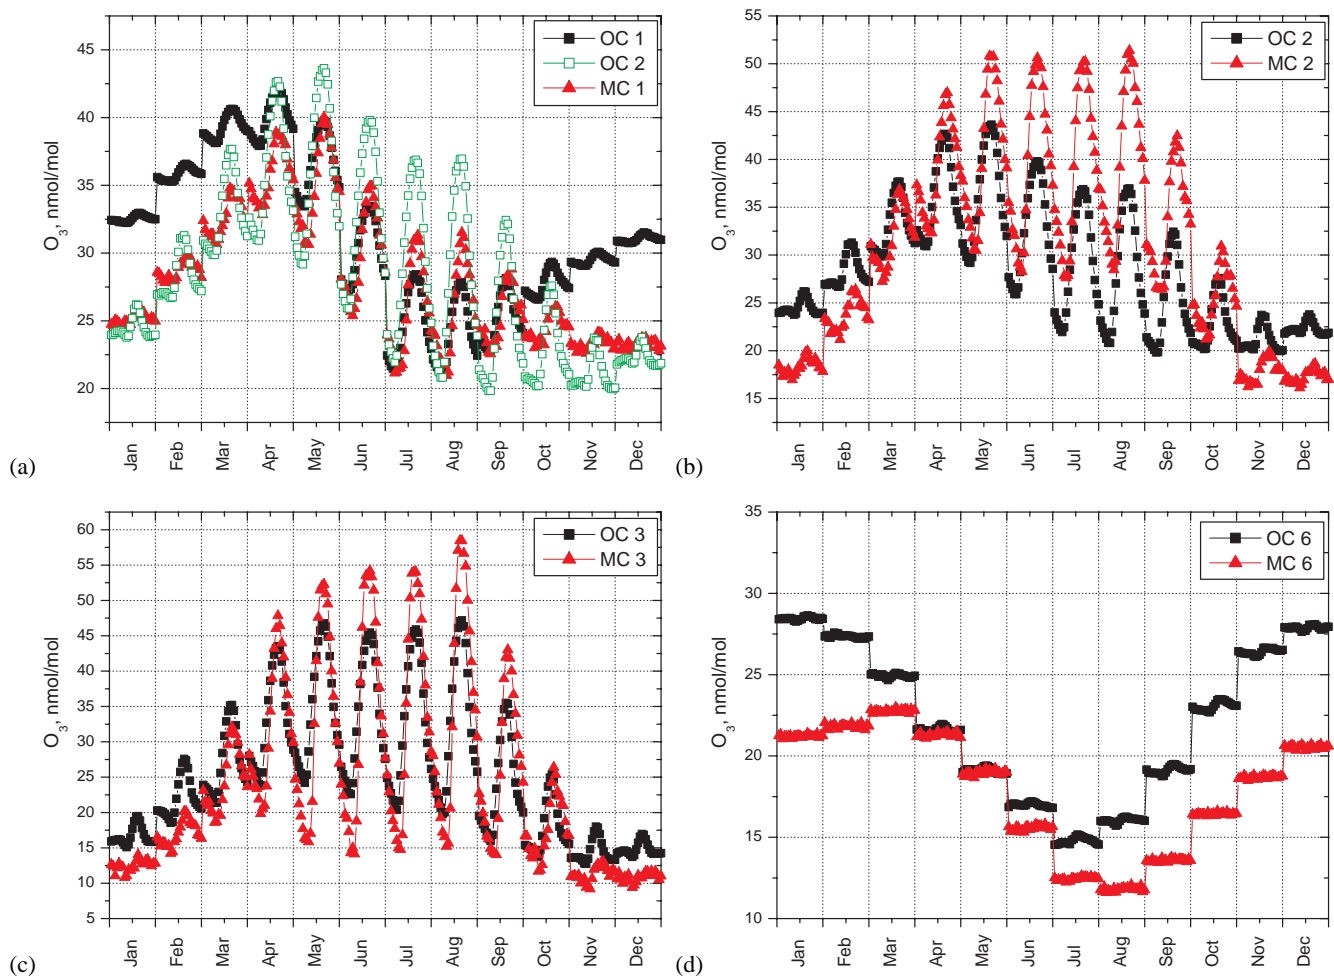 45
40
35
30
25
20
O3, nmol/mol
OC 1
OC 2
MC 1
Jan Feb Mar Apr May Jun Jul Aug Sep Oct Nov Dec
(a)
55
50
45
40
35
30
25
20
15
O3, nmol/mol
OC 2
MC 2
Jan Feb Mar Apr May Jun Jul Aug Sep Oct Nov Dec
(b)
60
55
50
45
40
35
30
25
20
15
10
5
O3, nmol/mol
OC 3
MC 3
Jan Feb Mar Apr May Jun Jul Aug Sep Oct Nov Dec
(c)
35
30
25
20
15
10
O3, nmol/mol
OC 6
MC 6
Jan Feb Mar Apr May Jun Jul Aug Sep Oct Nov Dec
(d)